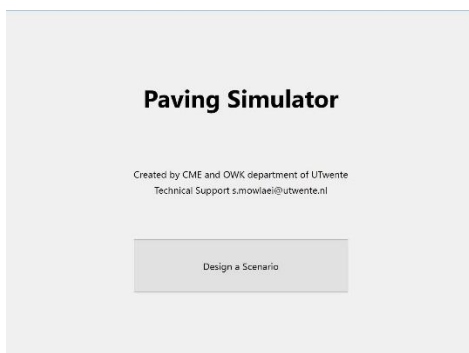 Paving Simulator
Created by CME and OWK department of UTwente
Technical Support s.mowlaei@utwente.nl
Design a Scenario